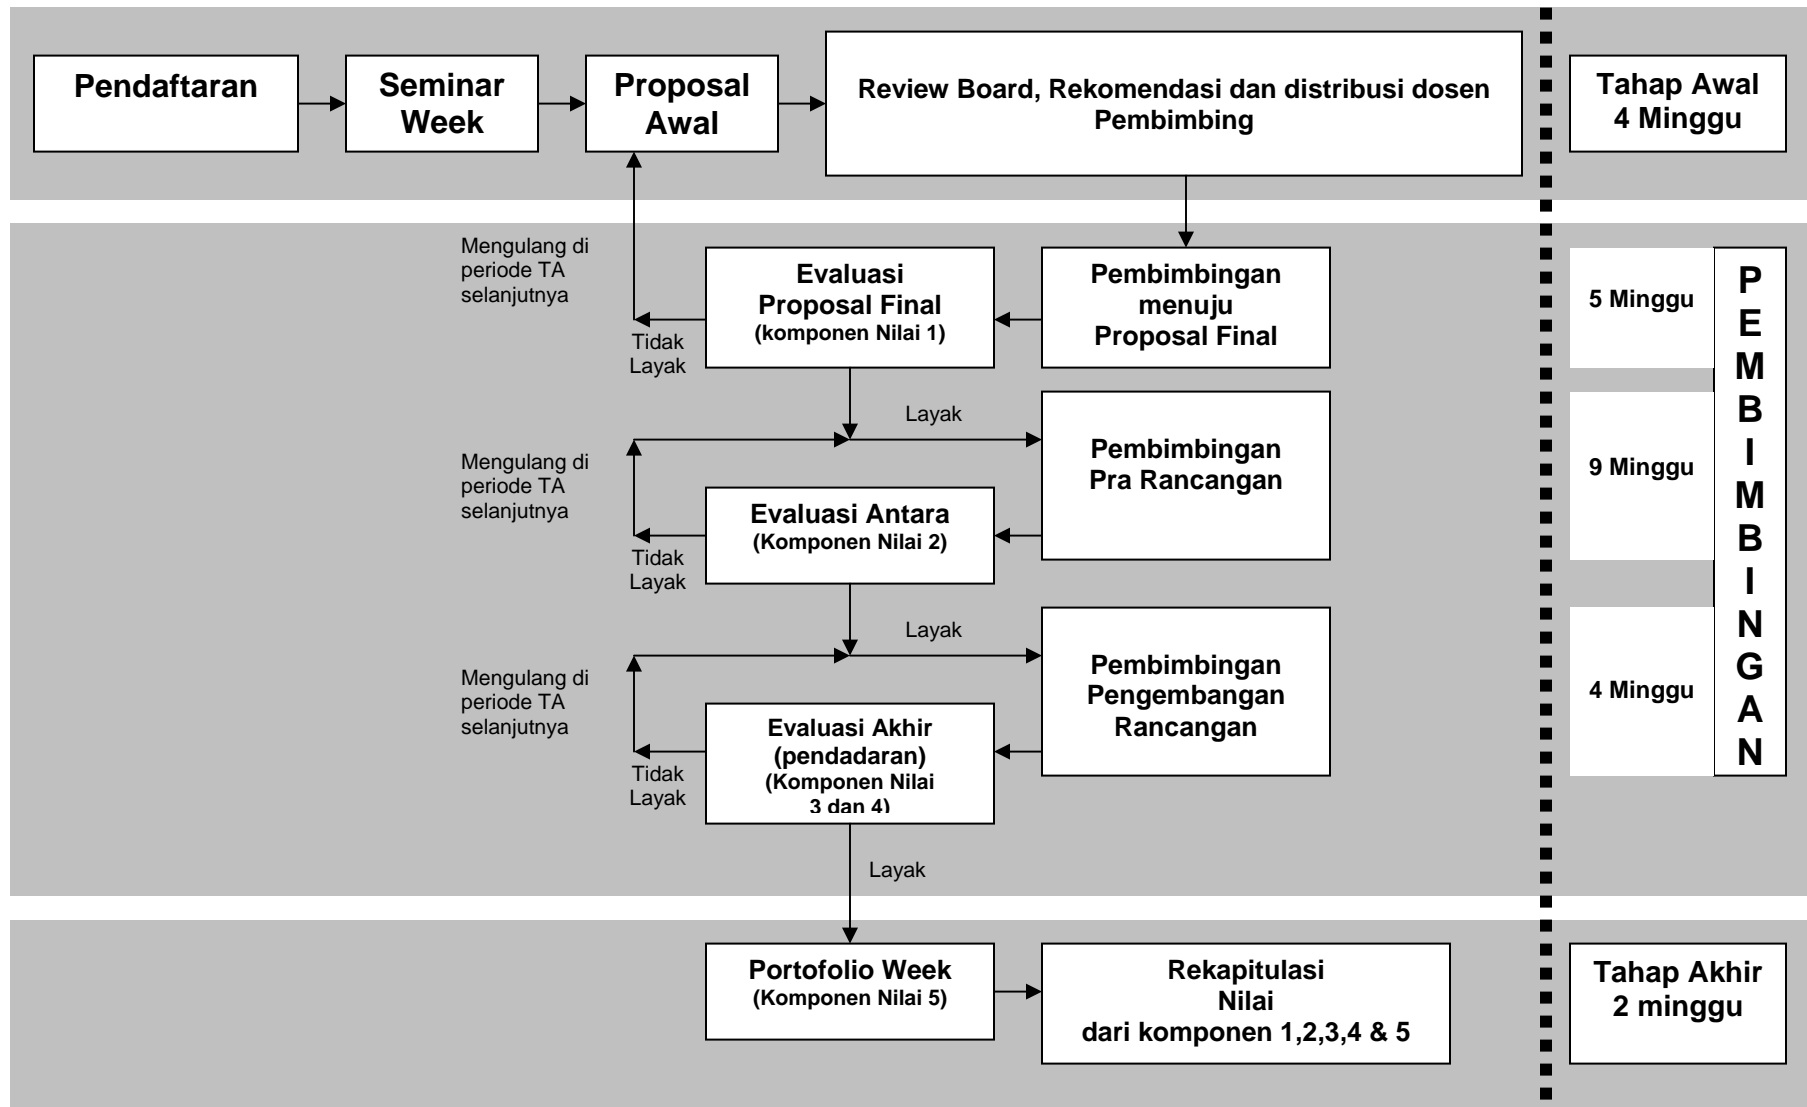 Pendaftaran
Seminar
Week
Proposal
Awal
Review Board, Rekomendasi dan distribusi dosen
Pembimbing
Tahap Awal
4 Minggu
Mengulang di
periode TA
selanjutnya
Tidak
Layak
Evaluasi
Proposal Final
(komponen Nilai 1)
Pembimbingan
menuju
Proposal Final
5 Minggu
P
E
M
B
I
M
B
I
N
G
A
N
Layak
Mengulang di
periode TA
selanjutnya
Tidak
Layak
Evaluasi Antara
(Komponen Nilai 2)
Pembimbingan
Pra Rancangan
9 Minggu
Layak
Mengulang di
periode TA
selanjutnya
Tidak
Layak
Evaluasi Akhir
(pendadaran)
(Komponen Nilai
3 dan 4)
Pembimbingan
Pengembangan
Rancangan
4 Minggu
Layak
Portofolio Week
(Komponen Nilai 5)
Rekapitulasi
Nilai
dari komponen 1,2,3,4 & 5
Tahap Akhir
2 minggu